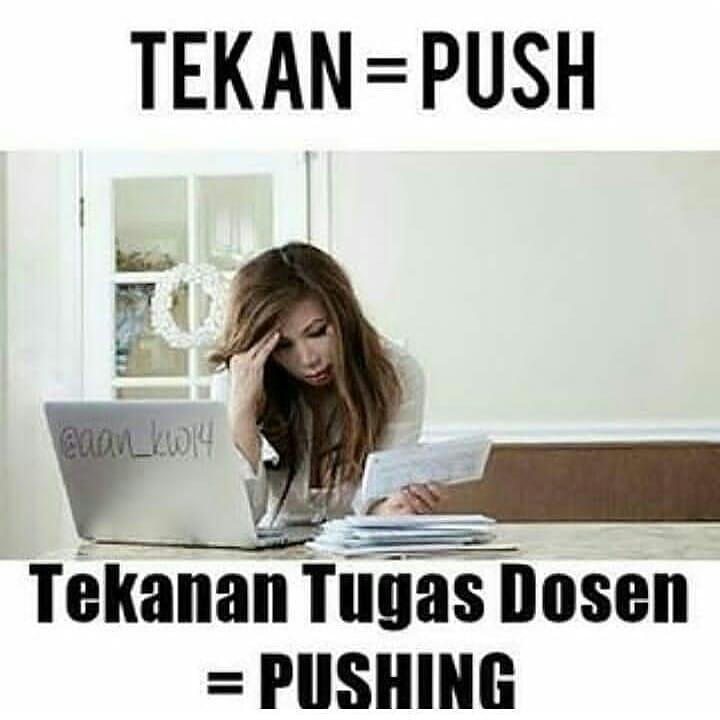 TEKAN=PUSH
@aan_kw14
Tekanan Tugas Dosen
= PUSHING